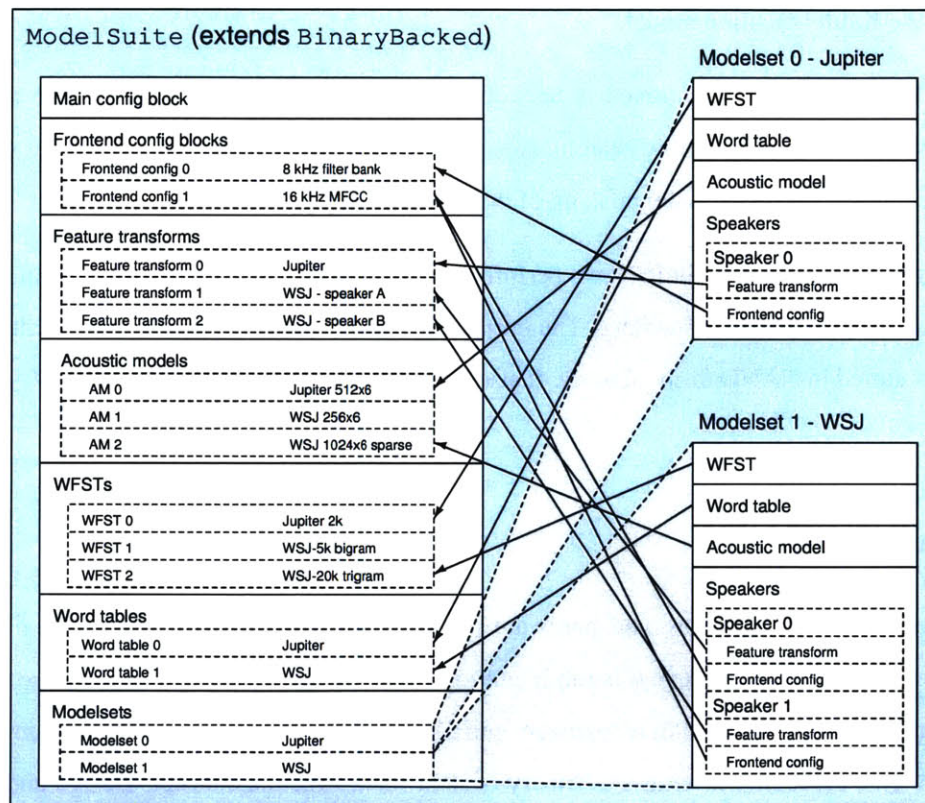 ModelSuite (extends BinaryBacked)
Main config block
Frontend config blocks
Frontend config 0 8 kHz filter bank
Frontend config 1 16 kHz MFCC
Feature transforms
Feature transform 0 Jupiter
Feature transform 1 WSJ - speaker A
Feature transform 2 WSJ - speaker B
Acoustic models
AM 0 Jupiter 512x6
AM 1 WSJ 256x6
AM 2 WSJ 1024x6 sparse
WFSTs
WFST 0 Jupiter 2k
WFST 1 WSJ-5k bigram
WFST 2 WSJ-20k trigram
Word tables
Word table 0 Jupiter
Word table 1 WSJ
Modelsets
Modelset 0 Jupiter
Modelset 1 WSJ
Modelset 0 - Jupiter
WFST
Word table
Acoustic model
Speakers
Speaker 0
Feature transform
Frontend config
Modelset 1 - WSJ
WFST
Word table
Acoustic model
Speakers
Speaker 0
Feature transform
Frontend config
Speaker 1
Feature transform
Frontend config